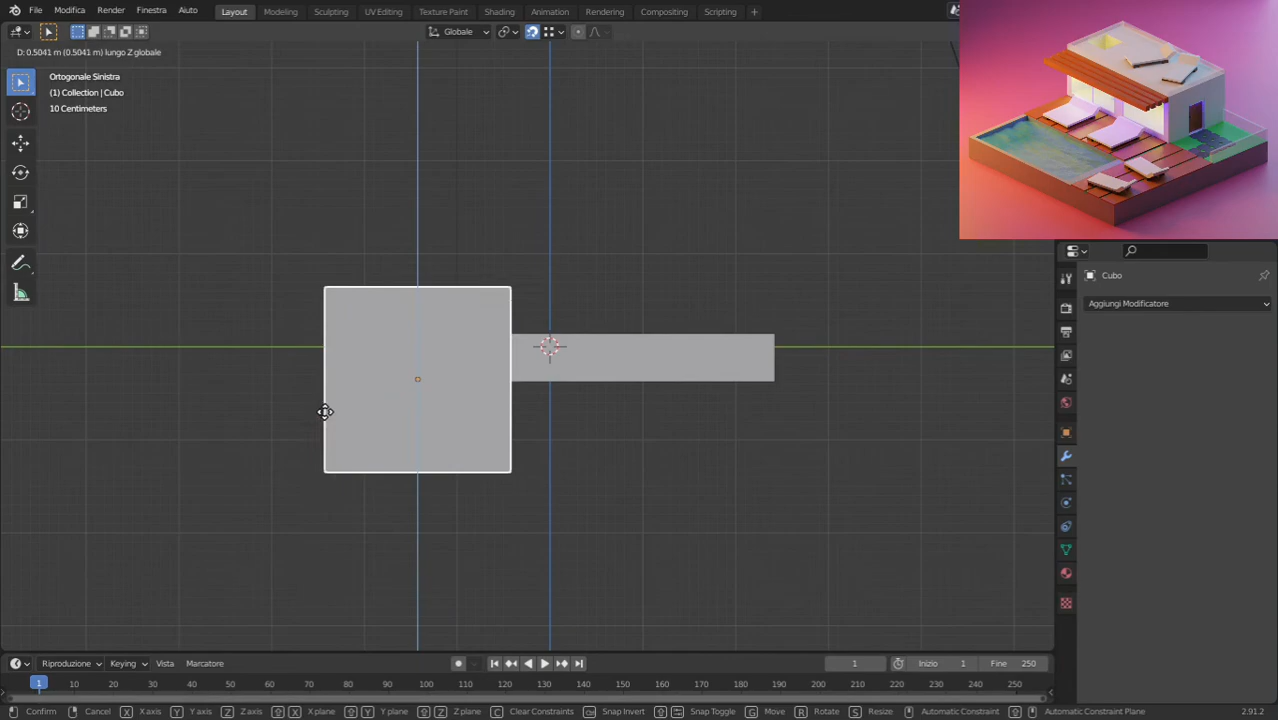 File Modifica Render Finestra Aiuto Layout Modeling Sculpting UV Editing Texture Paint Shading Animation Rendering Compositing Scripting +
Globale
D: 0.5041 m (0.5041 m) lungo Z globale
Ortogonale Sinistra
(1) Collection | Cubo
10 Centimeters
Cubo
Aggiungi Modificatore
Riproduzione Keying Vista Marcatore 1 Inizio 1 Fine 250
1 10 20 30 40 50 60 70 80 90 100 110 120 130 140 150 160 170 180 190 200 210 220 230 240 250
Confirm Cancel X X axis Y Y axis Z Z axis X X plane Y Y plane Z Z plane C Clear Constraints Ctrl Snap Invert Snap Toggle G Move R Rotate S Resize Automatic Constraint Automatic Constraint Plane 2.91.2